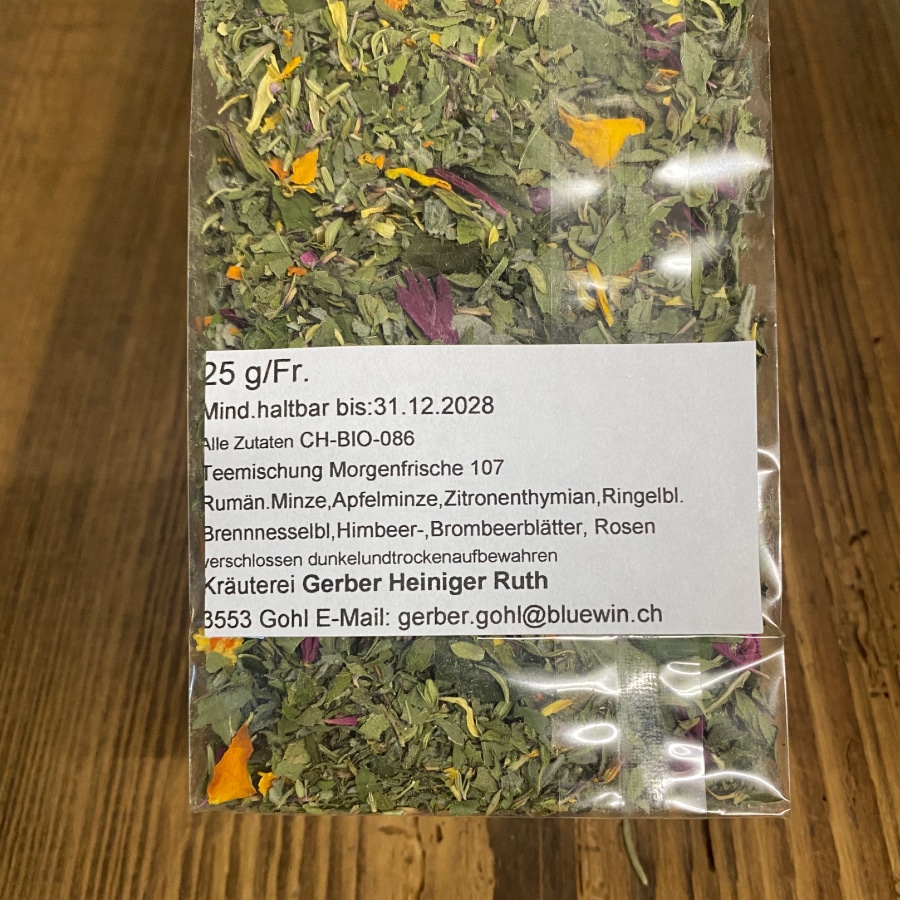 25 g/Fr.
Mind.haltbar bis:31.12.2028
Alle Zutaten CH-BIO-086
Teemischung Morgenfrische 107
Rumän.Minze,Apfelminze,Zitronenthymian,Ringelbl.
Brennnesselbl,Himbeer-,Brombeerblätter, Rosen
verschlossen dunkelundtrockenaufbewahren
Kräuterei Gerber Heiniger Ruth
3553 Gohl E-Mail: gerber.gohl@bluewin.ch